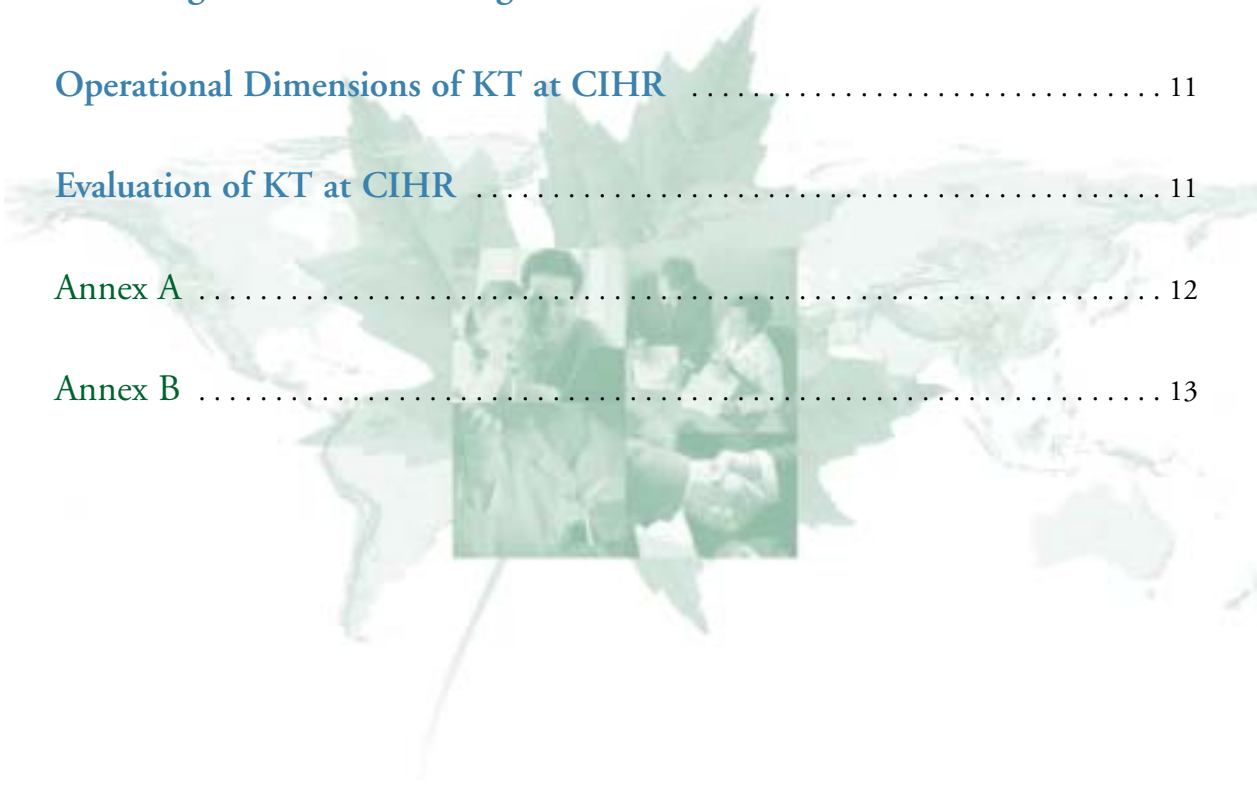 Operational Dimensions of KT at CIHR .............................. 11
Evaluation of KT at CIHR ............................................. 11
Annex A ................................................................ 12
Annex B ................................................................ 13